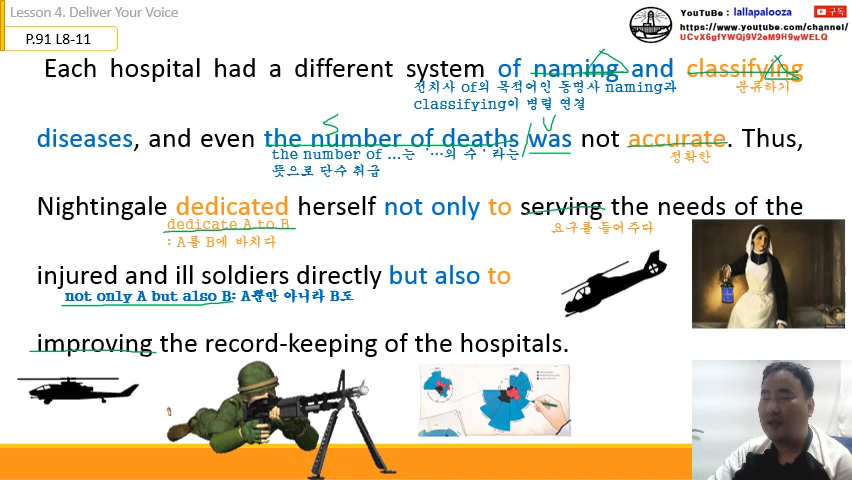 Lesson 4. Deliver Your Voice
P.91 L8-11
YouTuBe : lallapalooza
구독
https://www.youtube.com/channel/
UCvX6gfYWQj9V2eM9H9wWELQ
Each hospital had a different system of naming and classifying
전치사 of의 목적어인 동명사 naming과
classifying이 병렬 연결
분류하기
diseases, and even the number of deaths was not accurate. Thus,
S
V
the number of ...는 '…의 수' 라는
뜻으로 단수 취급
정확한
Nightingale dedicated herself not only to serving the needs of the
dedicate A to B
: A를 B에 바치다
요구를 들어주다
injured and ill soldiers directly but also to
not only A but also B: A뿐만 아니라 B도
improving the record-keeping of the hospitals.